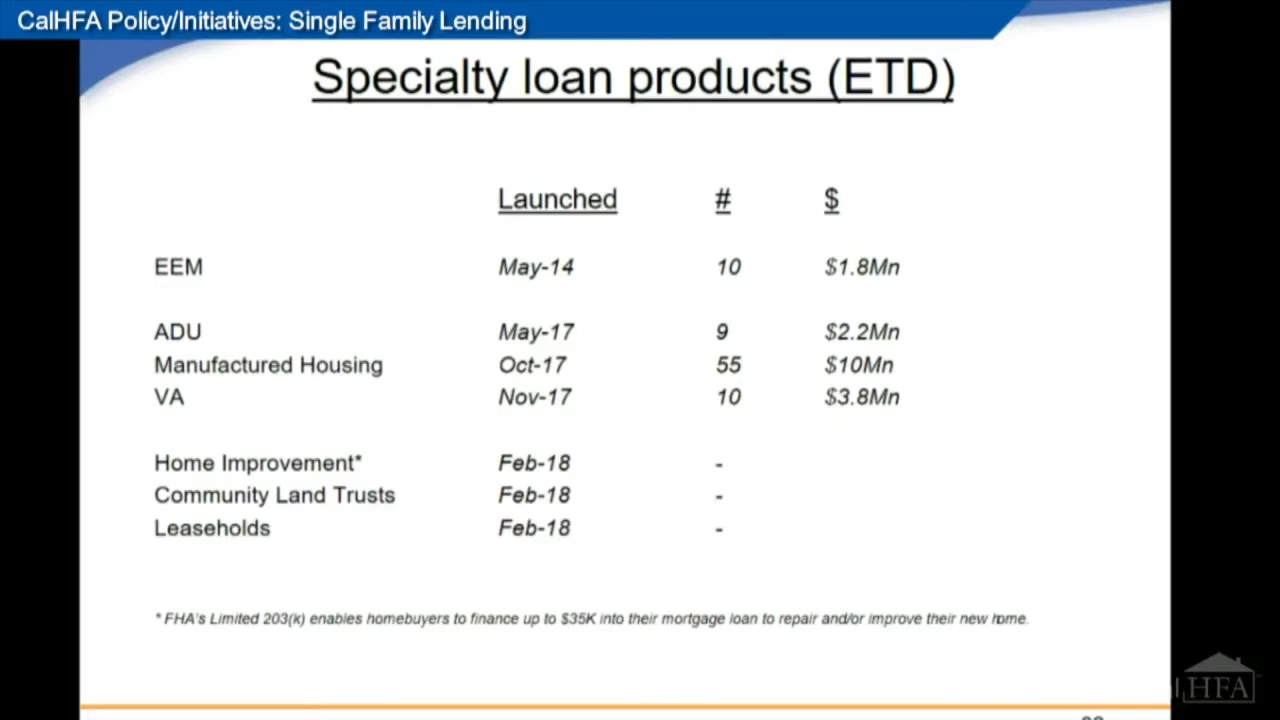 CalHFA Policy/Initiatives: Single Family Lending
Specialty loan products (ETD)
Launched # $
EEM May-14 10 $1.8Mn
ADU May-17 9 $2.2Mn
Manufactured Housing Oct-17 55 $10Mn
VA Nov-17 10 $3.8Mn
Home Improvement* Feb-18 -
Community Land Trusts Feb-18 -
Leaseholds Feb-18 -
* FHA's Limited 203(k) enables homebuyers to finance up to $35K into their mortgage loan to repair and/or improve their new home.
HFA